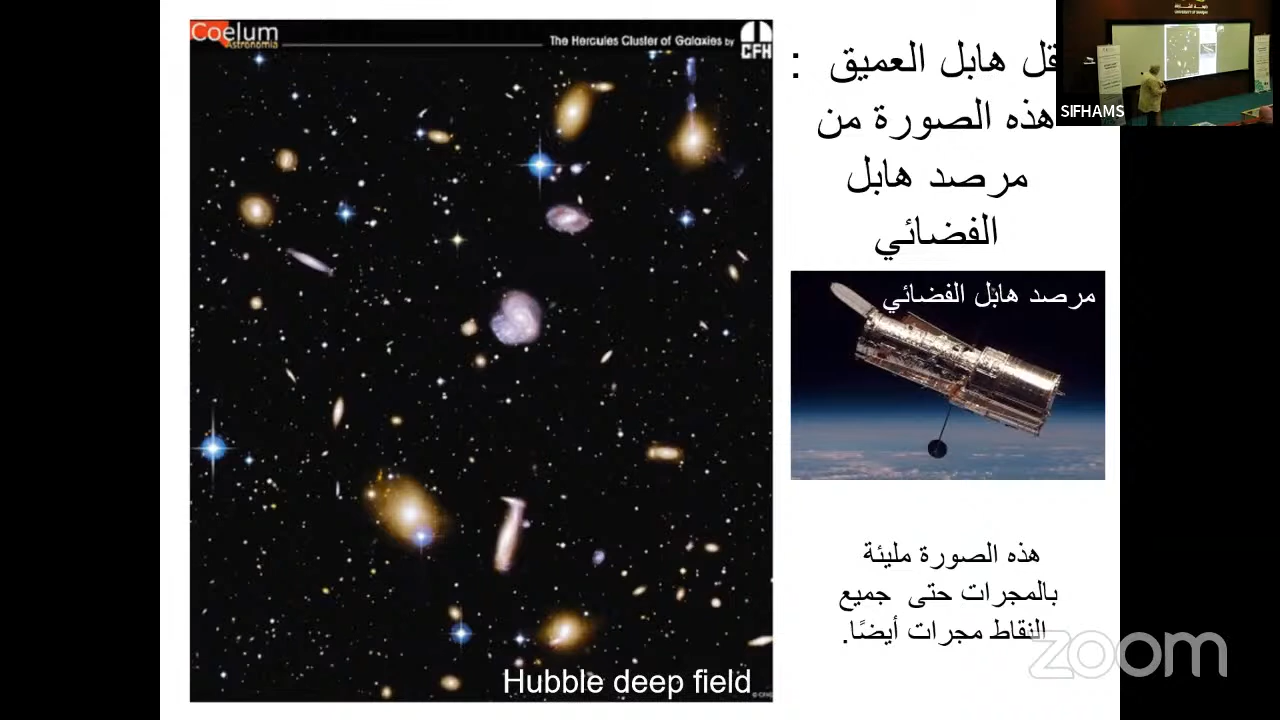 Coelum
Astronomia
The Hercules Cluster of Galaxies by
CFH
قل هابل العميق :
هذه الصورة من
مرصد هابل
الفضائي
SIFHAMS
مرصد هابل الفضائي
هذه الصورة مليئة
بالمجرات حتى جميع
النقاط مجرات أيضًا.
Hubble deep field
zoom